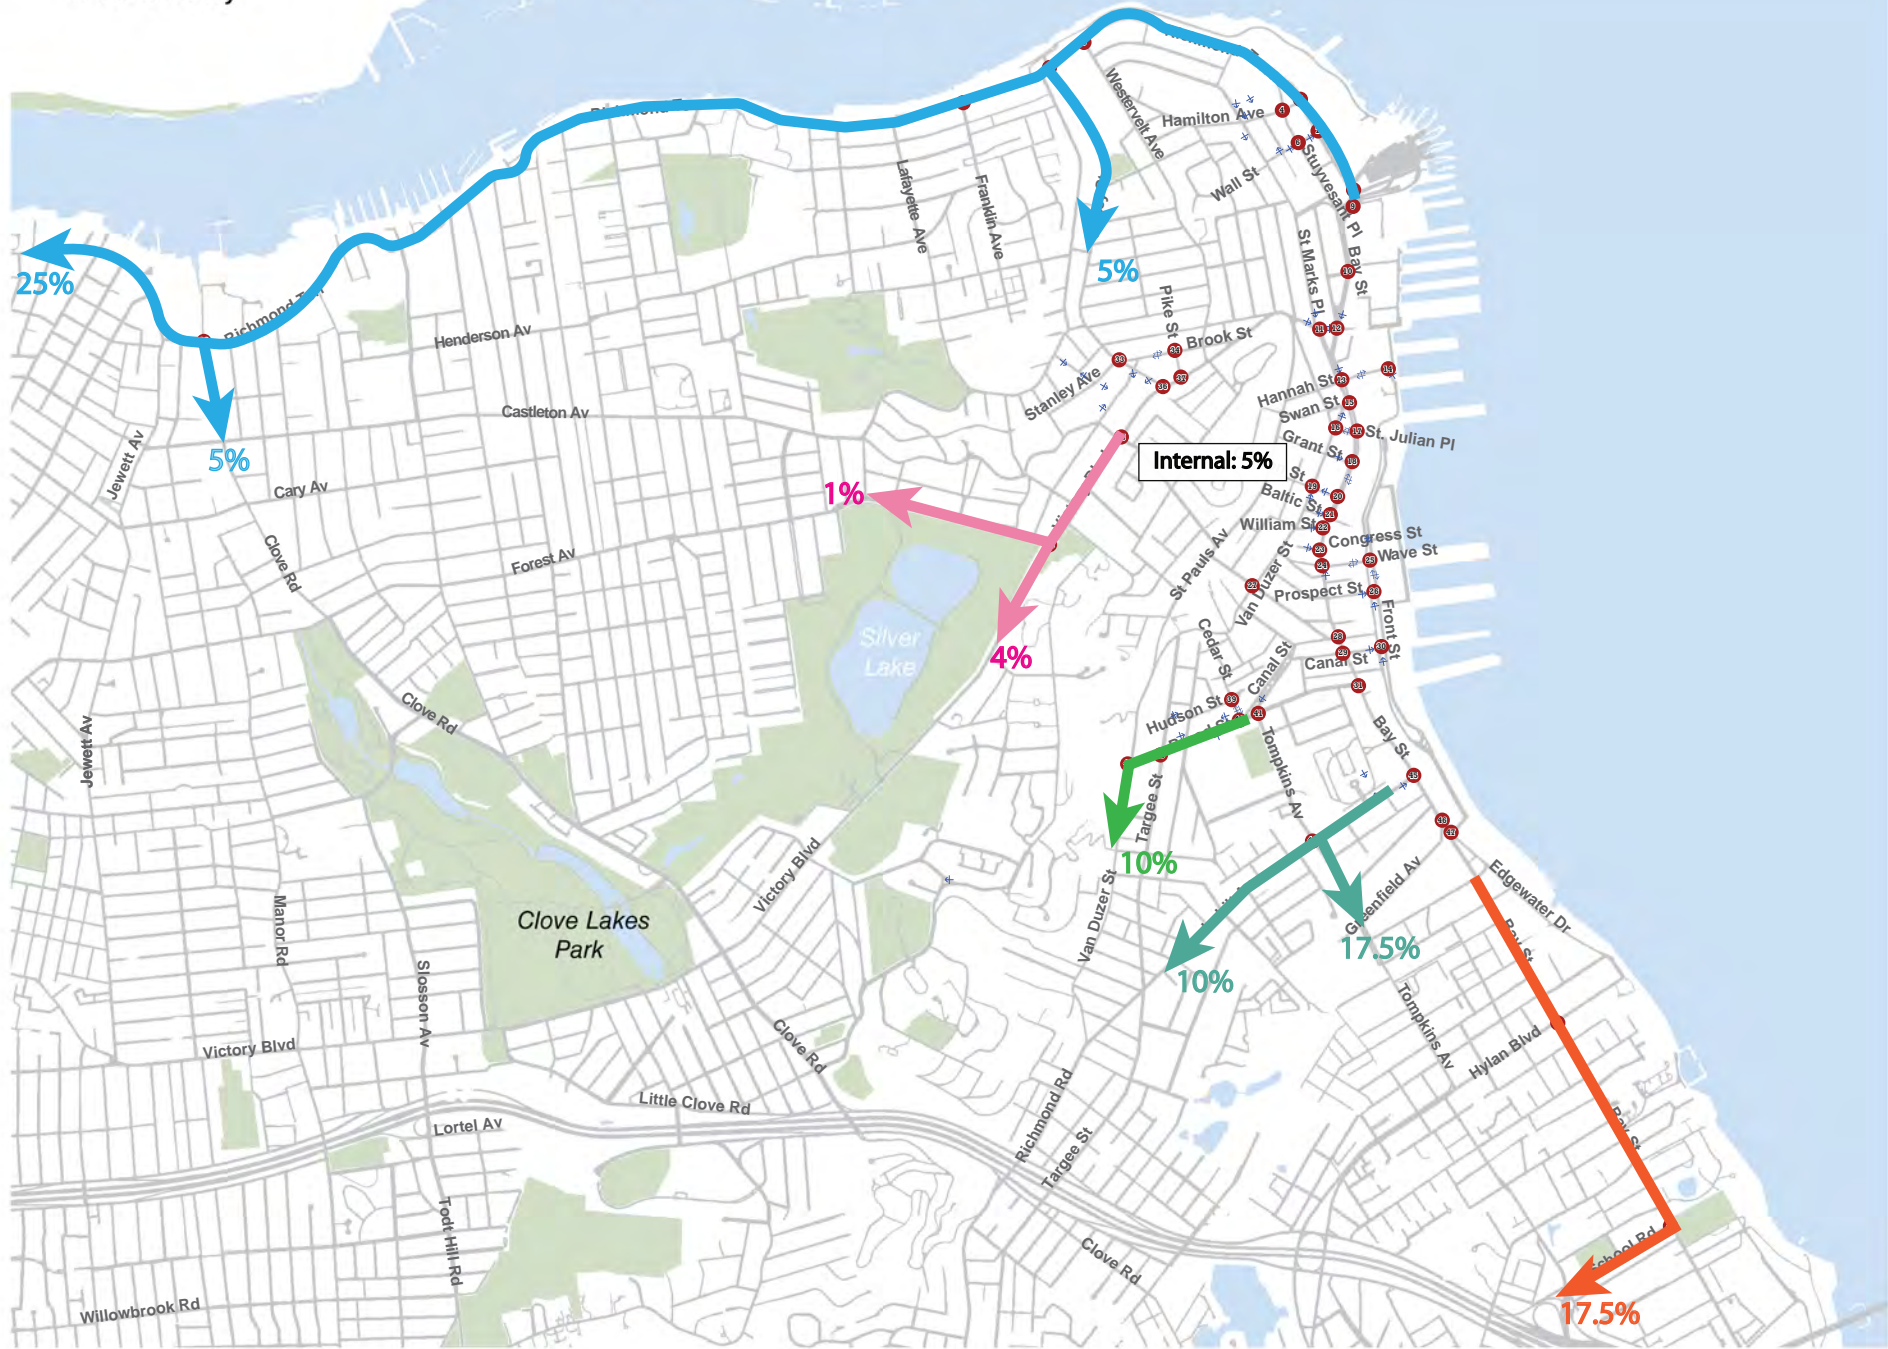 Hamilton Ave
Westervelt Ave
Wall St
Stuyvesant Pl
Lafayette Ave
Franklin Ave
St.Marks Pl
Bay St
25%
5%
Pike St
Brook St
Henderson Av
Stanley Ave
Hannah St
Swan St
Grant St
St. Julian Pl
Castleton Av
Jewett Av
5%
Cary Av
Internal: 5%
1%
St
Baltic St
William St
Congress St
Wave St
Prospect St
Front St
Forest Av
Clove Rd
St Pauls Av
Van Duzer St
Silver
Lake
4%
Cedar St
Canal St
Canal St
Hudson St
Clove Rd
Jewett Av
Bay St
Tompkins Av
Targee St
10%
Victory Blvd
Van Duzer St
Greenfield Av
Edgewater Dr
Bay St
Clove Lakes
Park
Manor Rd
Slosson Av
17.5%
10%
Tompkins Av
Hylan Blvd
Victory Blvd
Clove Rd
Little Clove Rd
Lortel Av
Richmond Rd
Targee St
Bay St
Todt Hill Rd
Clove Rd
School Rd
Willowbrook Rd
17.5%